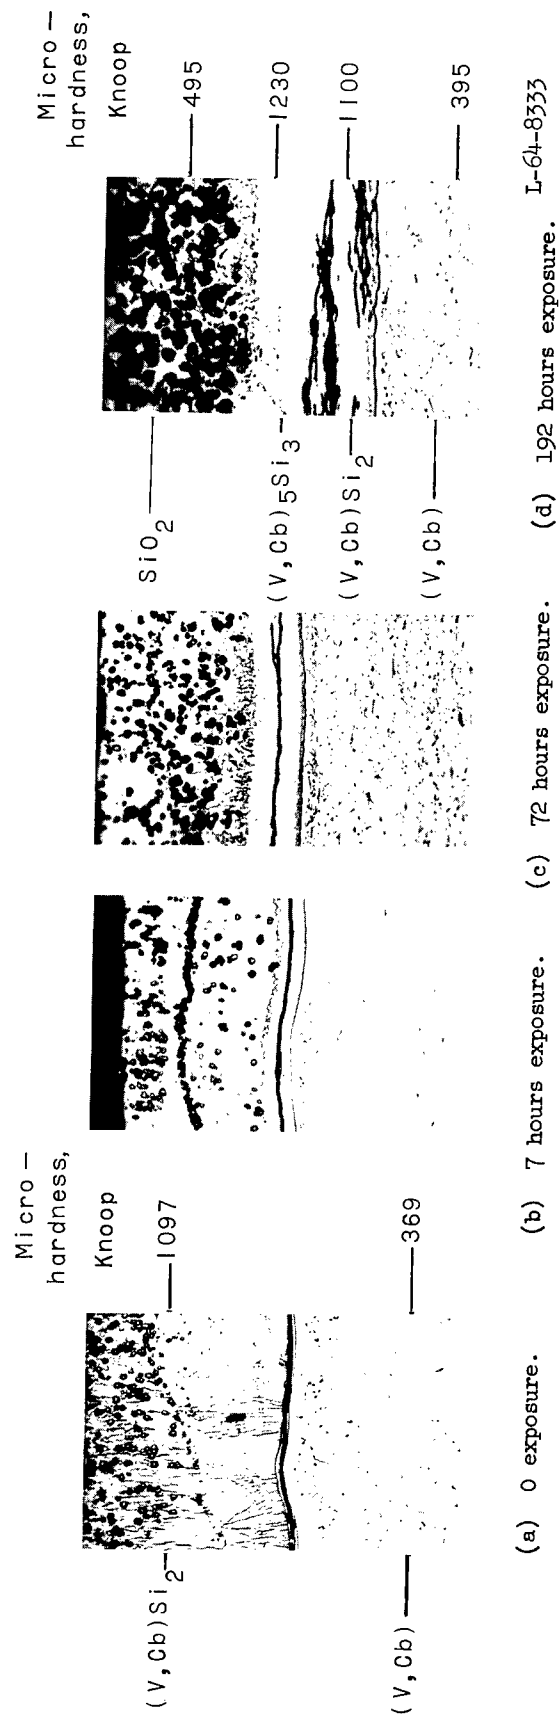 Micro —
hardness,
Knoop
(V,Cb)Si2
1097
(V,Cb)
369
(a) 0 exposure.
(b) 7 hours exposure.
(c) 72 hours exposure.
Micro —
hardness,
Knoop
SiO2
495
(V,Cb)5Si3
1230
(V,Cb)Si2
1100
(V,Cb)
395
(d) 192 hours exposure.
L-64-8333